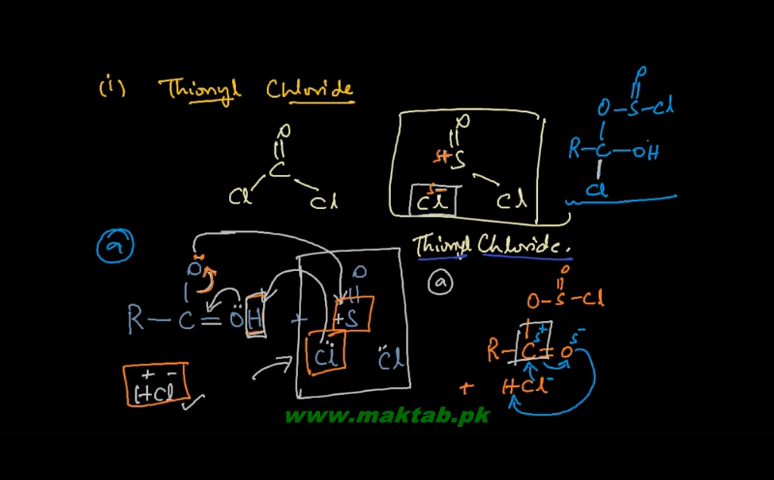 (i) Thionyl Chloride
O
C
Cl Cl
O
S+ S
S- Cl Cl
O
O-S-Cl
R-C-OH
Cl
Thionyl Chloride.
(a)
O
R-C=OH + +S
O
Cl Cl
+ -
HCl
(a)
O
O-S-Cl
S+ S-
R-C=O
+ HCl-
www.maktab.pk